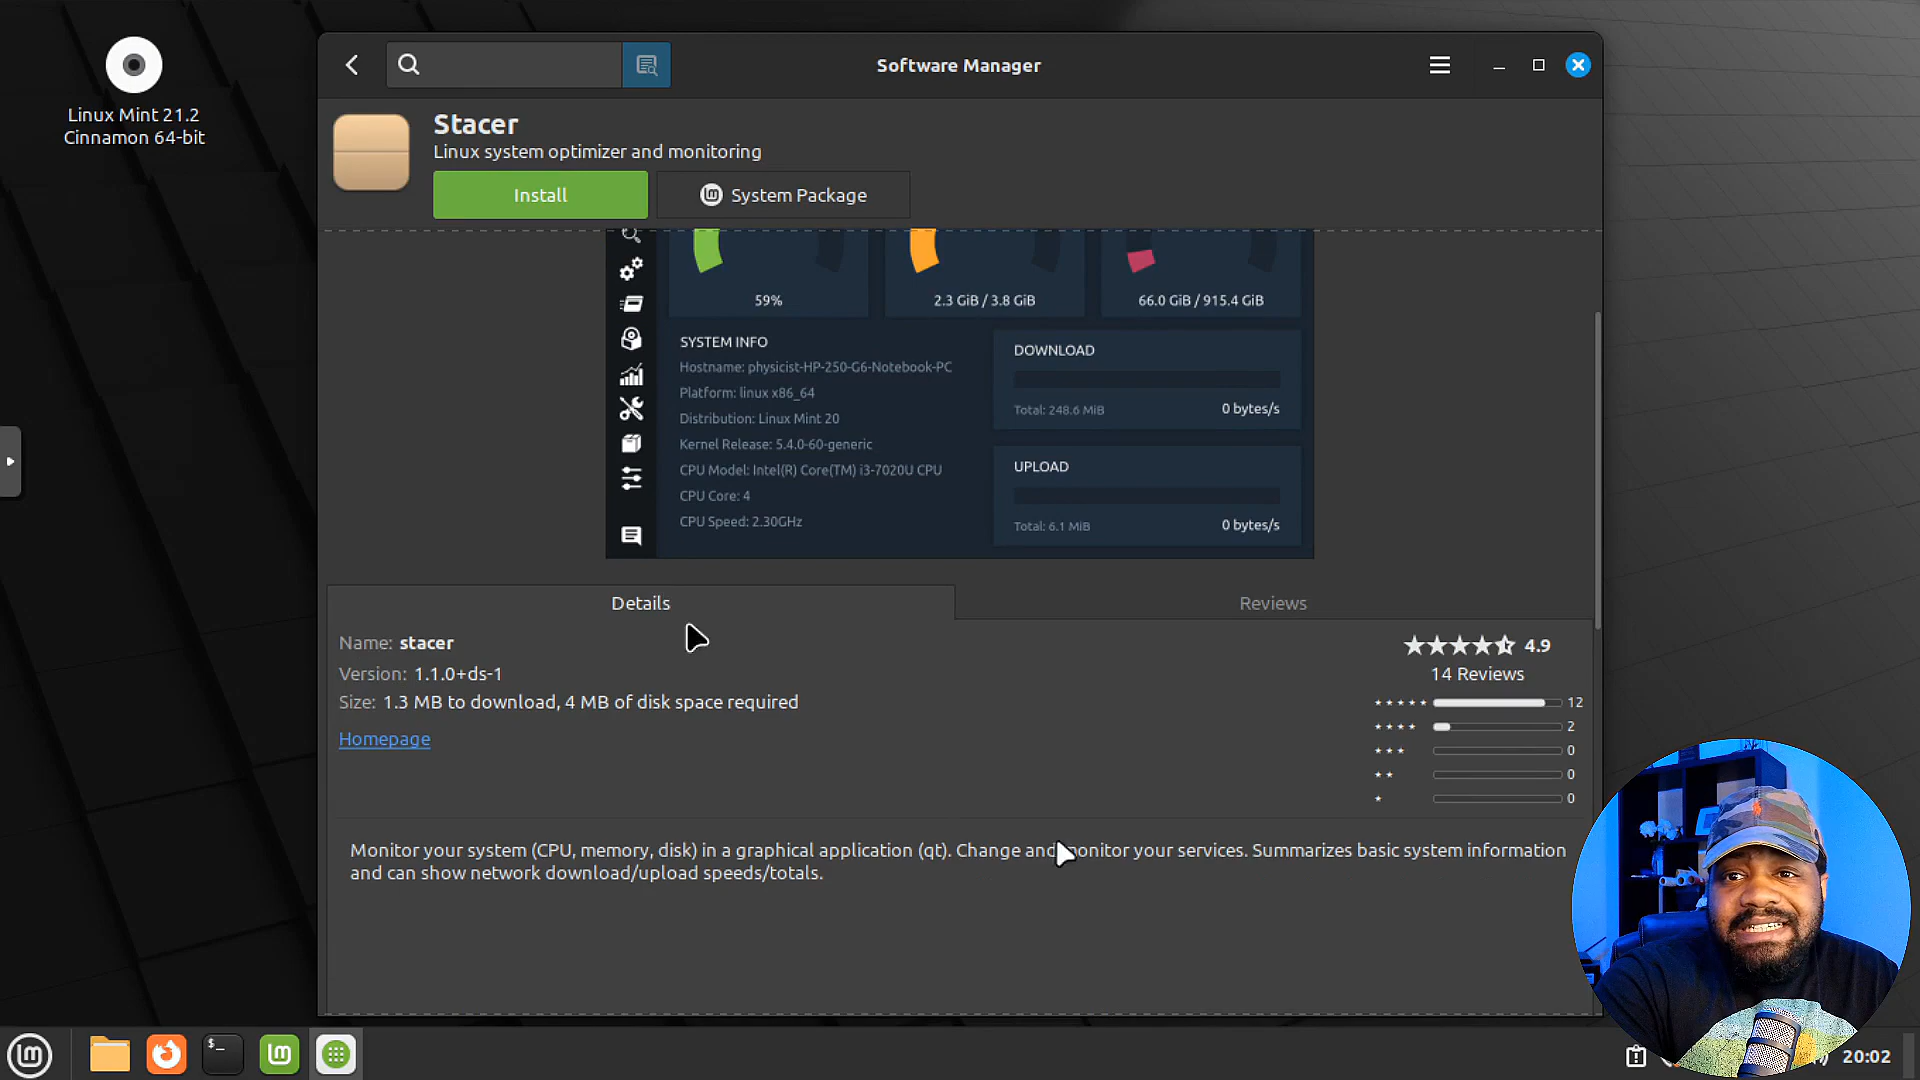 Linux Mint 21.2
Cinnamon 64-bit
Software Manager
Stacer
Linux system optimizer and monitoring
Install
System Package
59%
2.3 GiB / 3.8 GiB
66.0 GiB / 915.4 GiB
SYSTEM INFO
Hostname: physicist-HP-250-G6-Notebook-PC
Platform: linux x86_64
Distribution: Linux Mint 20
Kernel Release: 5.4.0-60-generic
CPU Model: Intel(R) Core(TM) i3-7020U CPU
CPU Core: 4
CPU Speed: 2.30GHz
DOWNLOAD
Total: 248.6 MiB
0 bytes/s
UPLOAD
Total: 6.1 MiB
0 bytes/s
Details
Reviews
Name: stacer
Version: 1.1.0+ds-1
Size: 1.3 MB to download, 4 MB of disk space required
Homepage
4.9
14 Reviews
12
2
0
0
0
Monitor your system (CPU, memory, disk) in a graphical application (qt). Change and monitor your services. Summarizes basic system information
and can show network download/upload speeds/totals.
$_
20:02